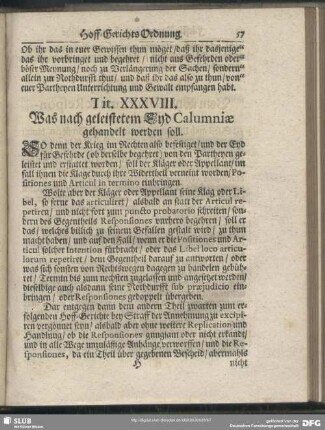 Hoff-Gerichts Ordnung. 57
Ob ihr das in euer Gewissen thun möget/ daß ihr dasjenige
das ihr vorbringet und begehret / nicht aus Gefehrden oder
böser Meynung/ noch zu Verlängerung der Sachen/ sondern
allein zur Nothdurfft thut/ und daß ihr das also zu thun/ von
euer Partheyen Unterrichtung und Gewalt empfangen habt.
Tit. XXXVIII.
Was nach geleistetem Eyd Calumniæ
gehandelt werden soll.
SO denn der Krieg im Rechten also befestiget/ und der Eyd
für Gefehrde (ob derselbe begehret) von den Partheyen ge-
leistet und erstattet worden/ soll der Kläger oder Appellant/ im
fall ihnen die Klage durch ihre Widertheil verneint worden/ Po-
sitiones und Articul in termino einbringen.
Wolte aber der Kläger oder Appellant seine Klag oder Li-
bel, so ferne das articuliret/ alsbald an statt der Articul re-
petiren/ und nicht fort zum puncto probatorio schreiten/ son-
dern des Gegentheils Responsiones vorhero begehren/ soll er
das/ welches billich zu seinem Gefallen gestalt wird/ zu thun
macht haben/ und auf den Fall/ wenn er die Positiones und Ar-
ticul solcher Intention fürbracht/ oder das Libel loco articu-
lorum repetiret/ dem Gegentheil darauf zu antworten/ oder
was sich sonsten von Rechtswegen dagegen zu handeln gebüh-
ret/ Termin bis zum nechsten zugelassen und angesetzet werden/
dieselbige auch alsdann seine Nothdurfft sub præjudicio ein-
bringen/ oder Responsiones gedoppelt übergeben.
Dar entgegen dann dem andern Theil zwarten zum er-
folgenden Hoff-Gerichte bey Straff der Annehmung zu excipi-
ren vergönnet seyn/ alsbald aber ohne weitere Replication und
Handlung/ ob die Responsiones gnugsam oder nicht erkandt/
und in alle Wege unzuläßige Anhänge verworffen/ und die Re-
sponsiones, da ein Theil über gegebenen Bescheid/ abermahls
H nicht
SLUB
DFG